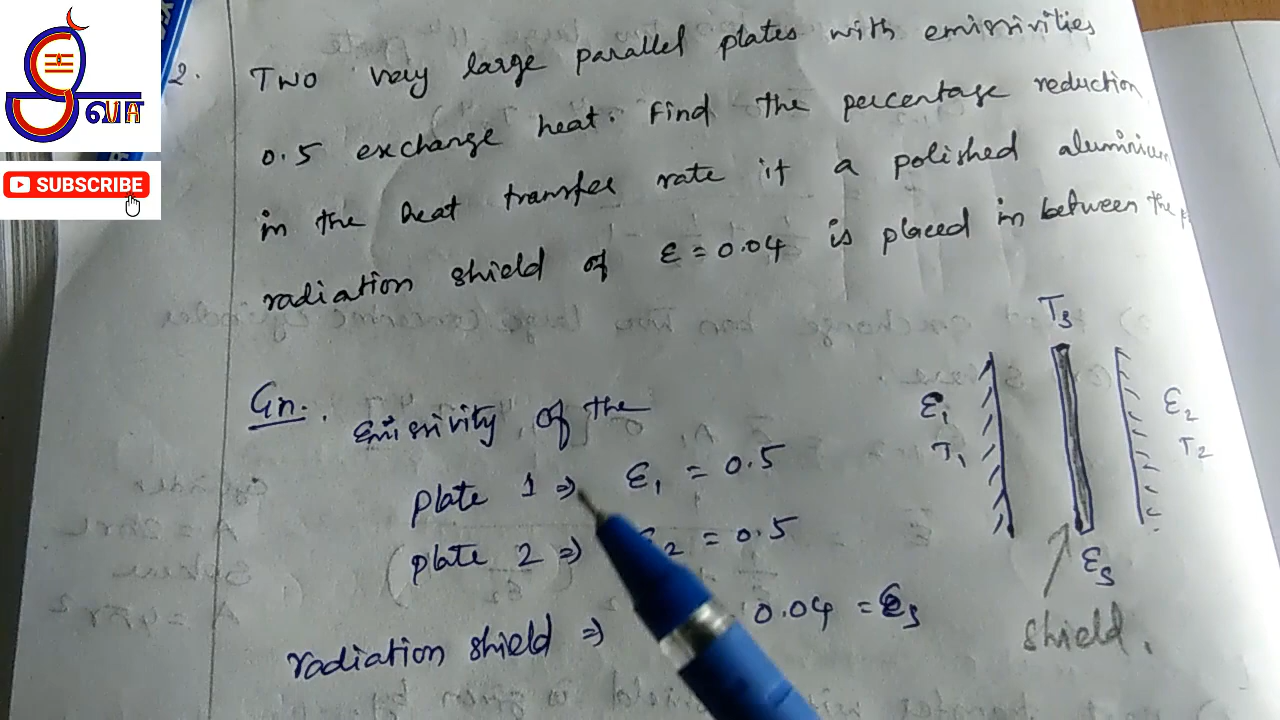 SUBSCRIBE
2. Two very large parallel plates with emissivities
0.5 exchange heat. Find the percentage reduction
in the heat transfer rate if a polished aluminium
radiation shield of ε = 0.04 is placed in between the
Gn. Emissivity of the
plate 1 ⇒ ε₁ = 0.5
plate 2 ⇒ ε₂ = 0.5
radiation shield ⇒ 0.04 = εs
T3
ε₁
T₁
ε₂
T₂
εs
shield.